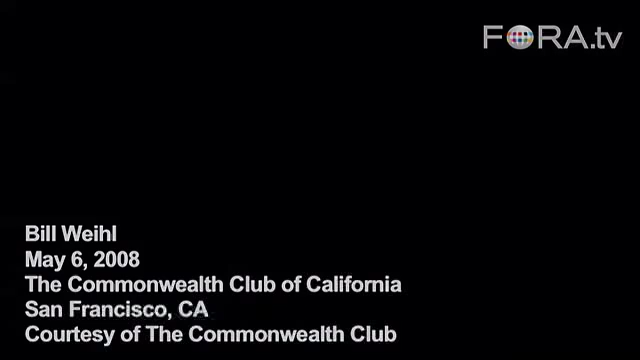 FORA.tv
Bill Weihl
May 6, 2008
The Commonwealth Club of California
San Francisco, CA
Courtesy of The Commonwealth Club